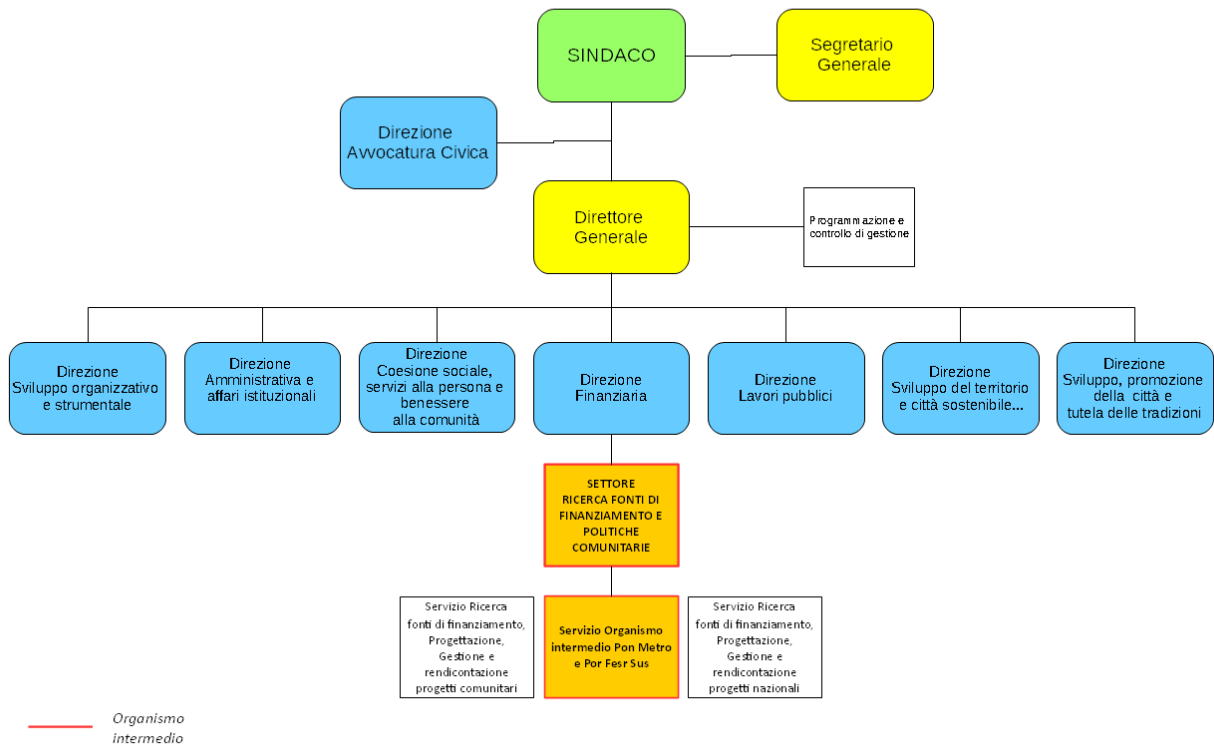 SINDACO
Segretario
Generale
Direzione
Avvocatura Civica
Direttore
Generale
Programmazione e
controllo di gestione
Direzione
Sviluppo organizzativo
e strumentale
Direzione
Amministrativa e
affari istituzionali
Direzione
Coesione sociale,
servizi alla persona e
benessere
alla comunità
Direzione
Finanziaria
Direzione
Lavori pubblici
Direzione
Sviluppo del territorio
e città sostenibile...
Direzione
Sviluppo, promozione
della città e
tutela delle tradizioni
SETTORE
RICERCA FONTI DI
FINANZIAMENTO E
POLITICHE
COMUNITARIE
Servizio Ricerca
fonti di finanziamento,
Progettazione,
Gestione e
rendicontazione
progetti comunitari
Servizio Organismo
intermedio Pon Metro
e Por Fesr Sus
Servizio Ricerca
fonti di finanziamento,
Progettazione,
Gestione e
rendicontazione
progetti nazionali
Organismo
intermedio